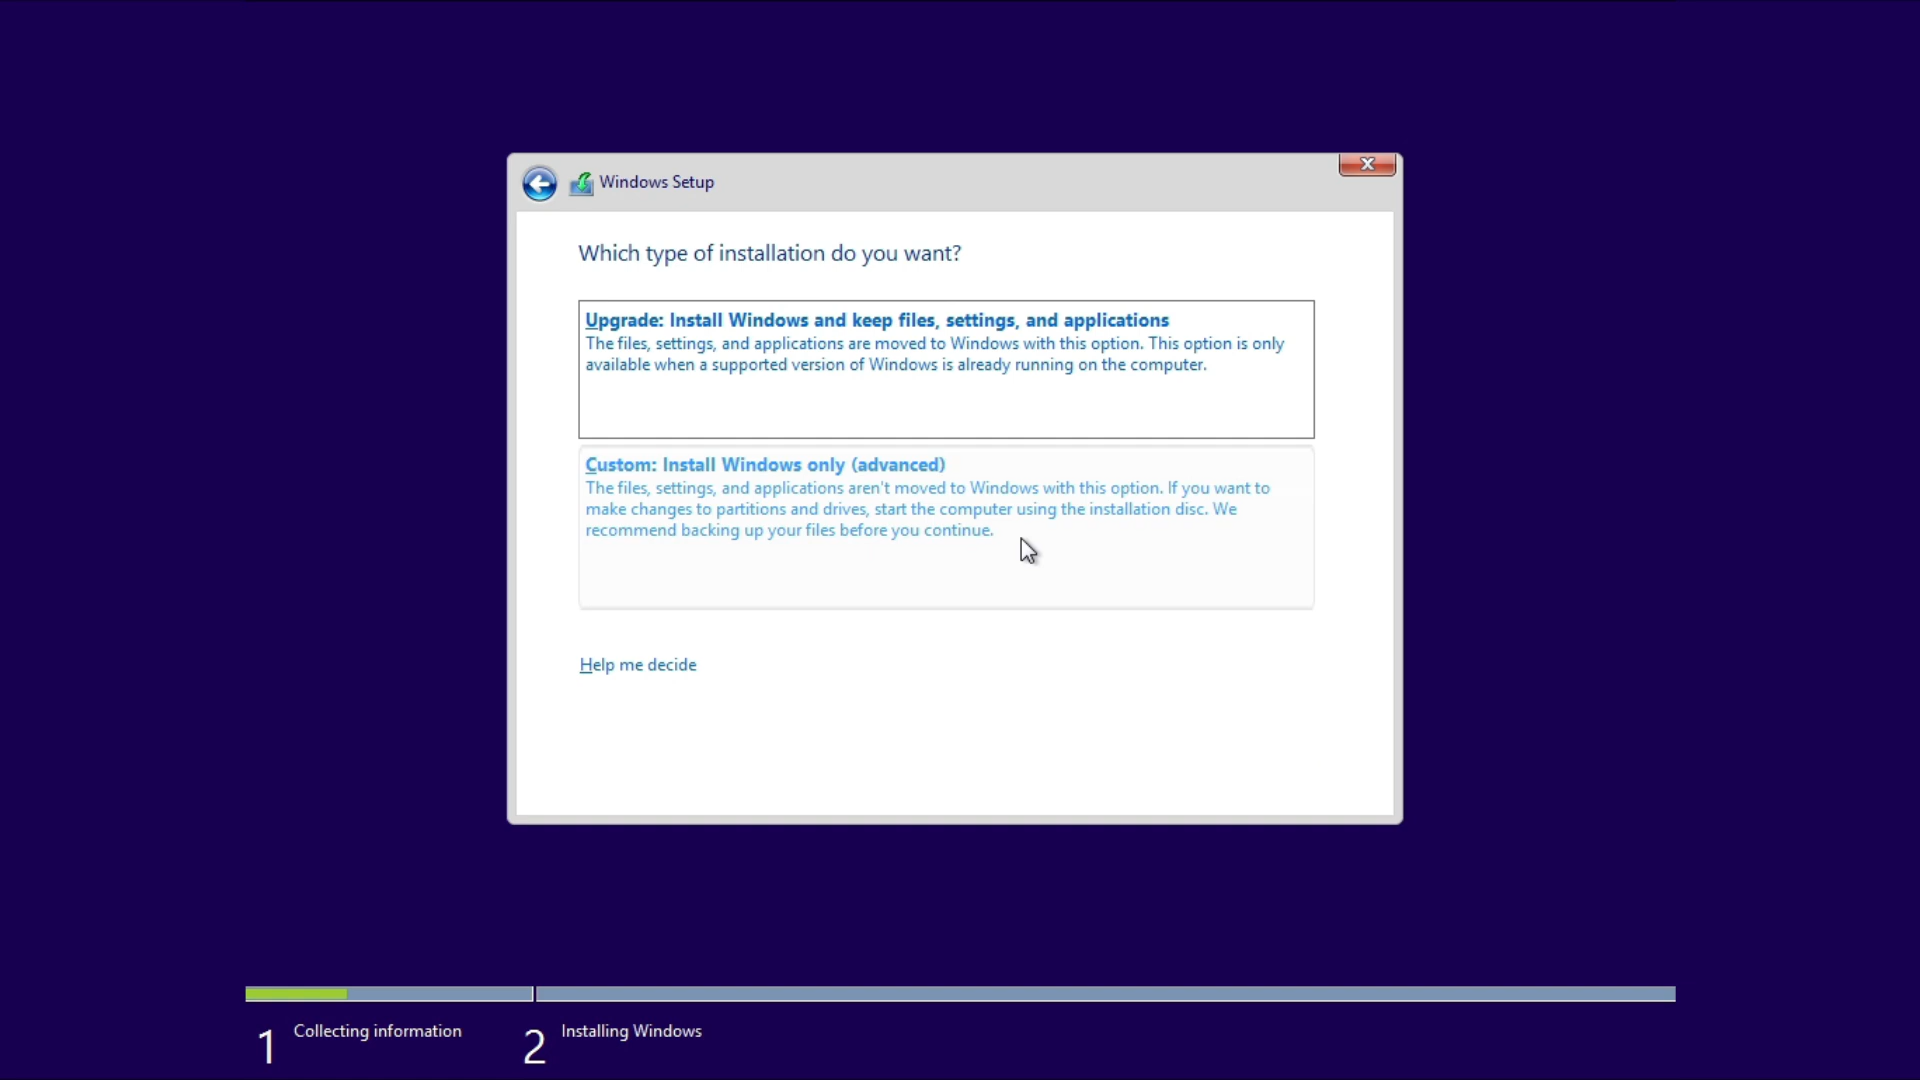 Windows Setup
Which type of installation do you want?
Upgrade: Install Windows and keep files, settings, and applications
The files, settings, and applications are moved to Windows with this option. This option is only
available when a supported version of Windows is already running on the computer.
Custom: Install Windows only (advanced)
The files, settings, and applications aren't moved to Windows with this option. If you want to
make changes to partitions and drives, start the computer using the installation disc. We
recommend backing up your files before you continue.
Help me decide
1 Collecting information
2 Installing Windows